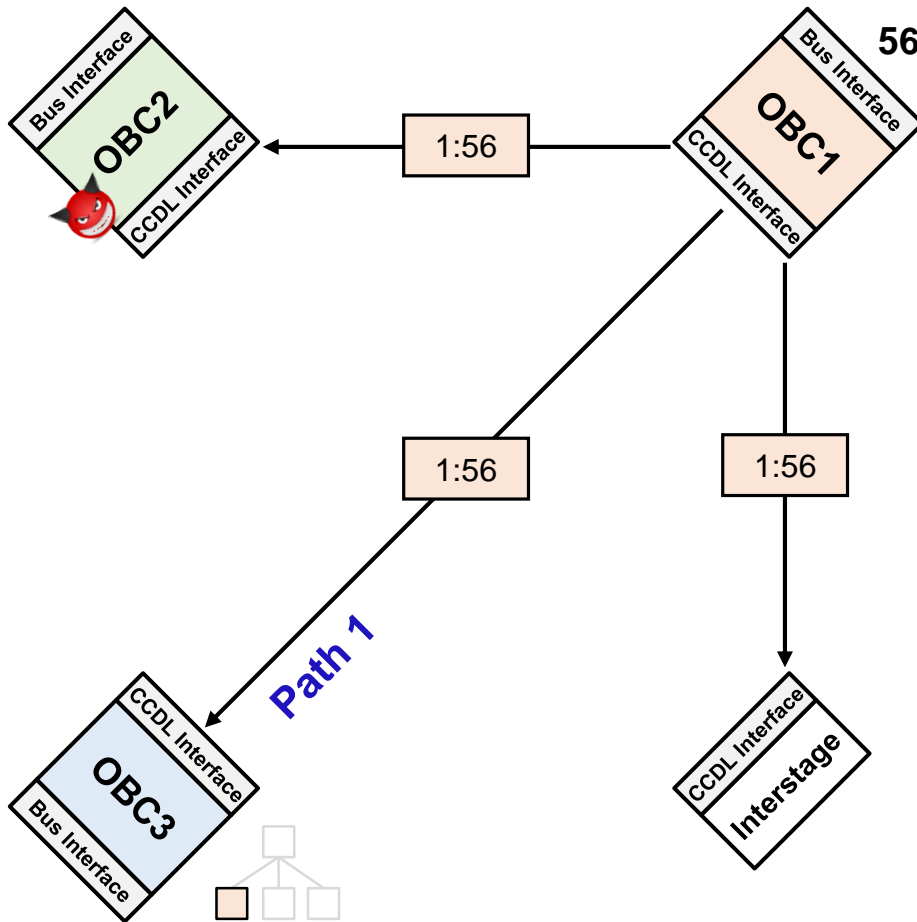 Bus Interface
OBC2
CCDL Interface
1:56
56
Bus Interface
OBC1
CCDL Interface
1:56
1:56
Path 1
CCDL Interface
OBC3
Bus Interface
CCDL Interface
Interstage